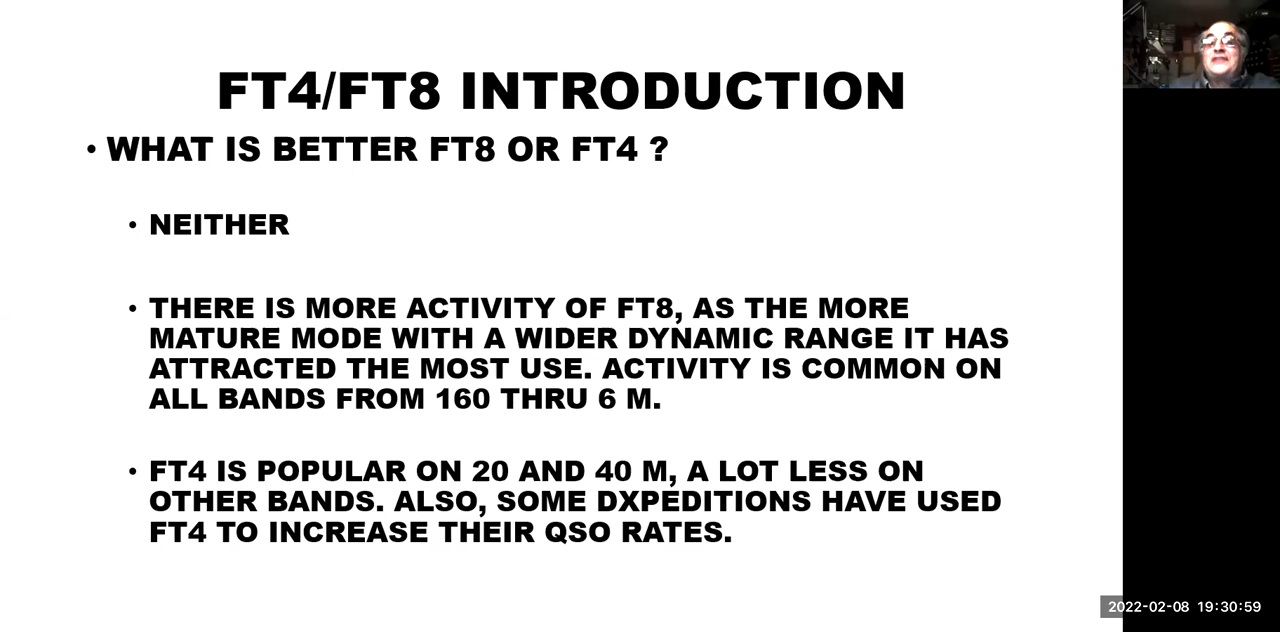 FT4/FT8 INTRODUCTION
• WHAT IS BETTER FT8 OR FT4 ?
• NEITHER
• THERE IS MORE ACTIVITY OF FT8, AS THE MORE
MATURE MODE WITH A WIDER DYNAMIC RANGE IT HAS
ATTRACTED THE MOST USE. ACTIVITY IS COMMON ON
ALL BANDS FROM 160 THRU 6 M.
• FT4 IS POPULAR ON 20 AND 40 M, A LOT LESS ON
OTHER BANDS. ALSO, SOME DXPEDITIONS HAVE USED
FT4 TO INCREASE THEIR QSO RATES.
2022-02-08 19:30:59